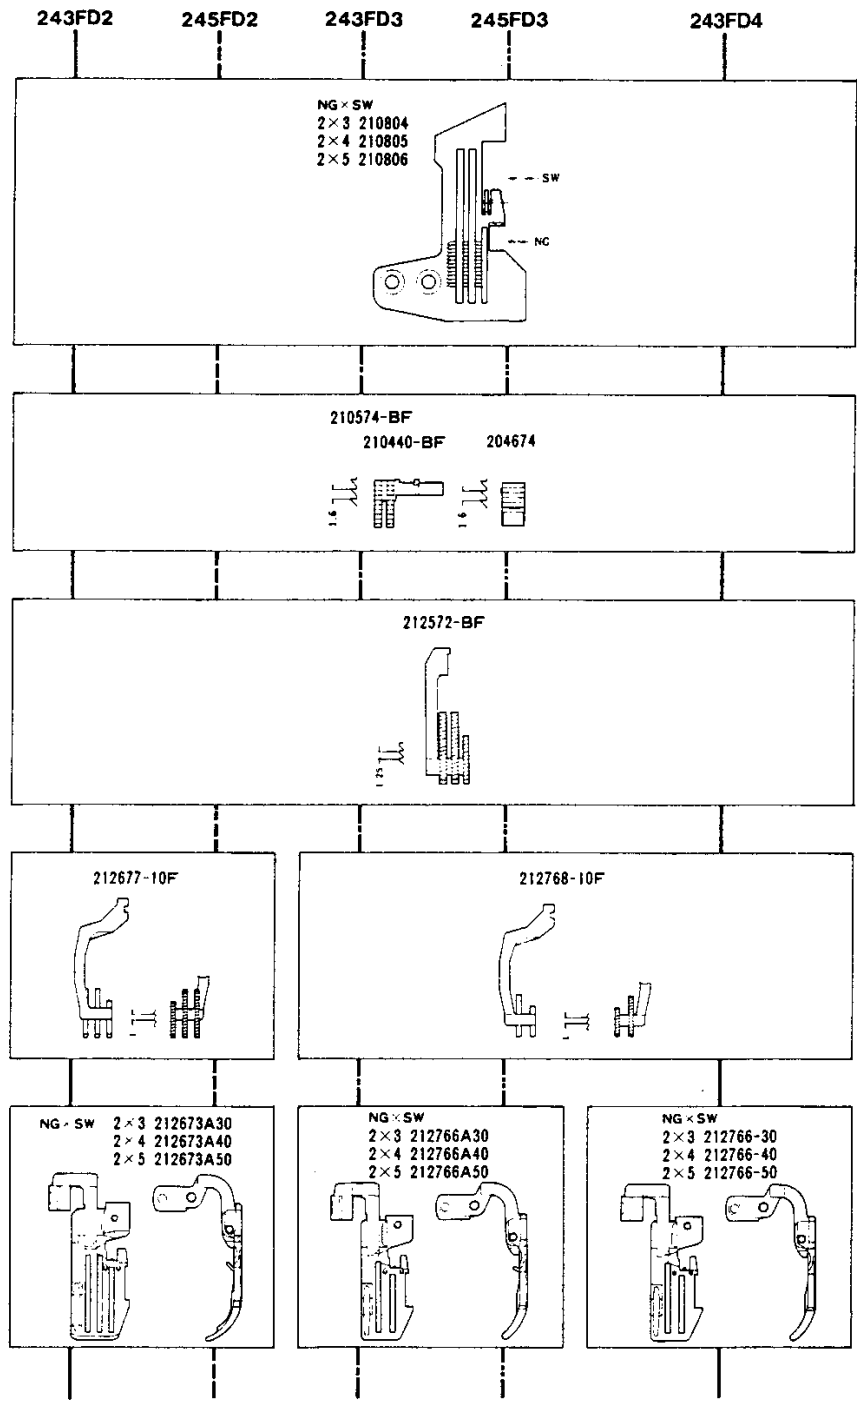 243FD2 245FD2 243FD3 245FD3 243FD4
NG×SW
2×3 210804
2×4 210805
2×5 210806
SW
NG
210574-BF
210440-BF 204674
1.6 1.6
212572-BF
1.25
212677-10F 212768-10F
1 1
NG×SW 2×3 212673A30
2×4 212673A40
2×5 212673A50
NG×SW
2×3 212766A30
2×4 212766A40
2×5 212766A50
NG×SW
2×3 212766-30
2×4 212766-40
2×5 212766-50